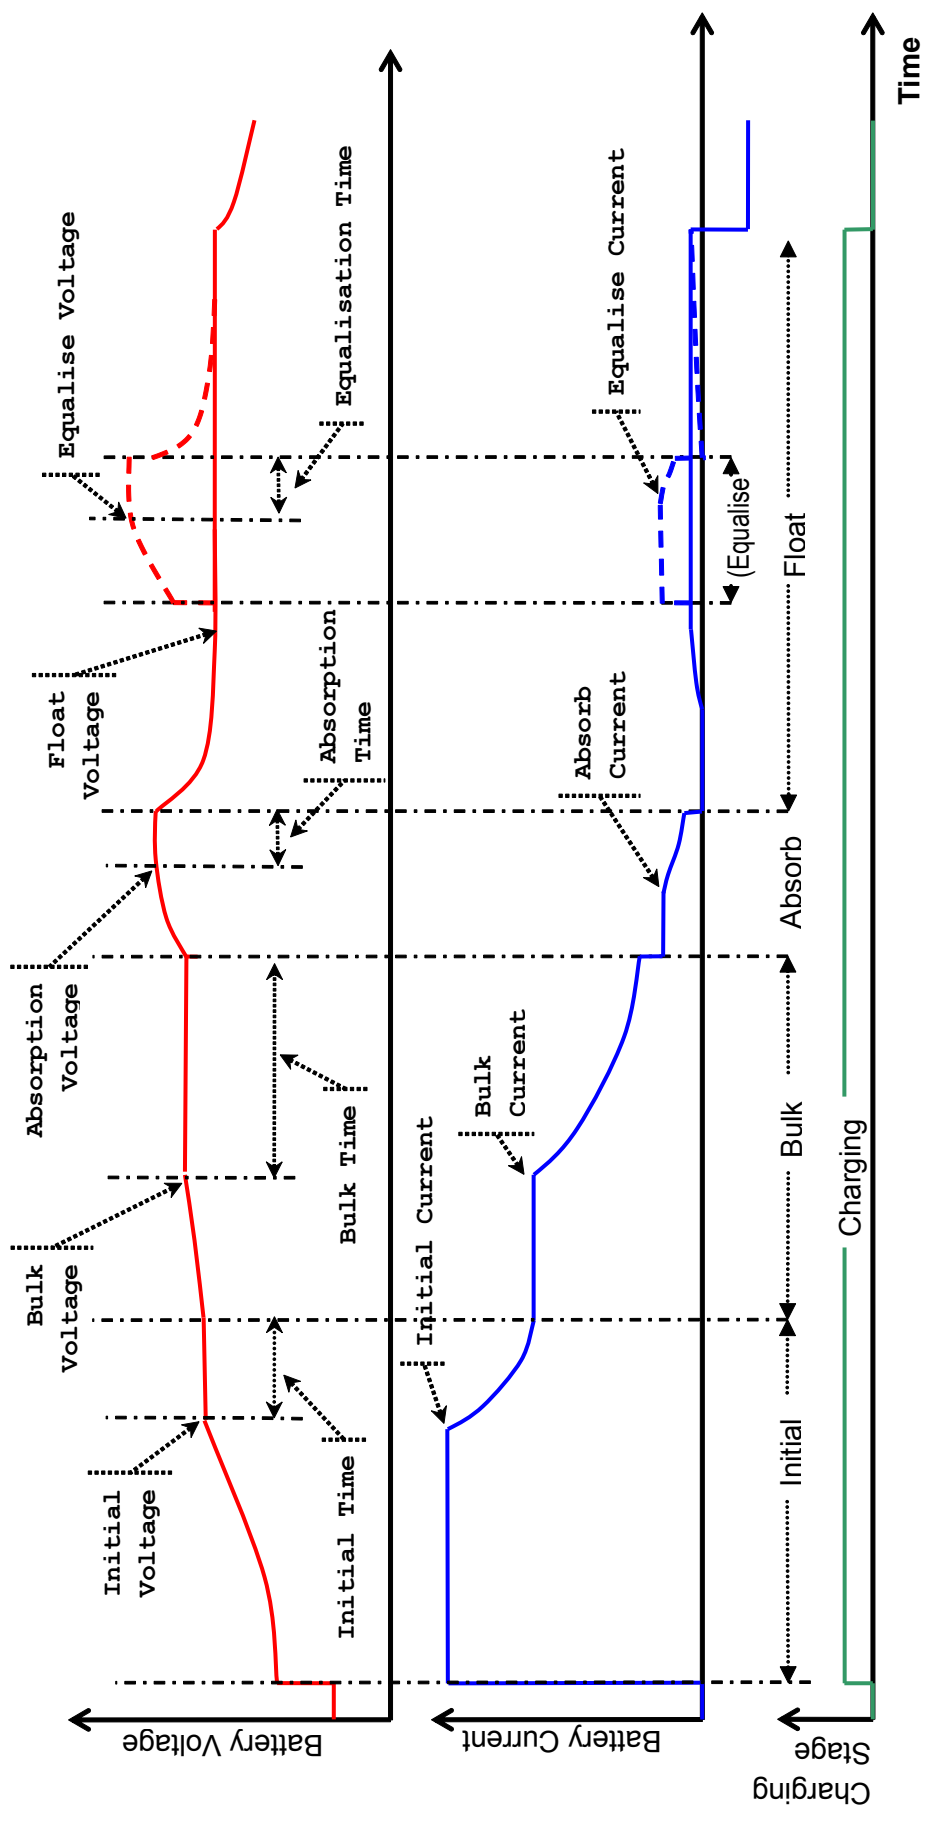 Equalise Voltage
Float
Voltage
Absorption
Voltage
Bulk
Voltage
Initial
Voltage
Equalisation Time
Absorption
Time
Bulk Time
Initial Time
Battery Voltage
Equalise Current
Absorb
Current
Bulk
Current
Initial Current
Battery Current
(Equalise
Initial
Bulk
Absorb
Float
Charging
Charging
Stage
Time